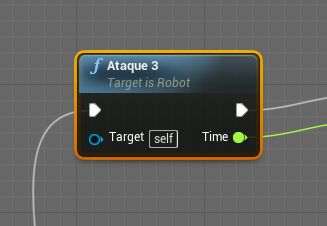 f Ataque 3
Target is Robot
Target self Time